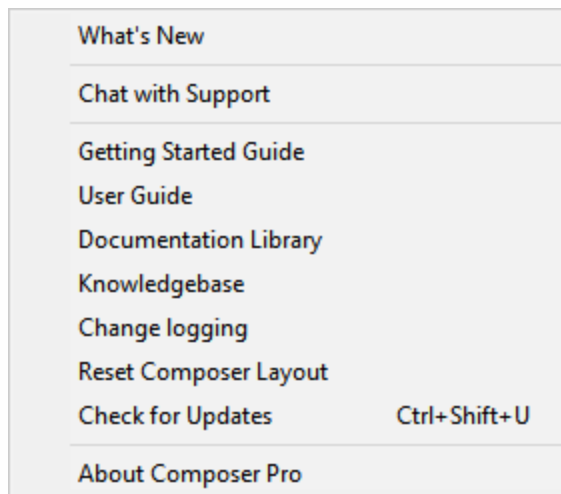 What's New
Chat with Support
Getting Started Guide
User Guide
Documentation Library
Knowledgebase
Change logging
Reset Composer Layout
Check for Updates Ctrl+Shift+U
About Composer Pro